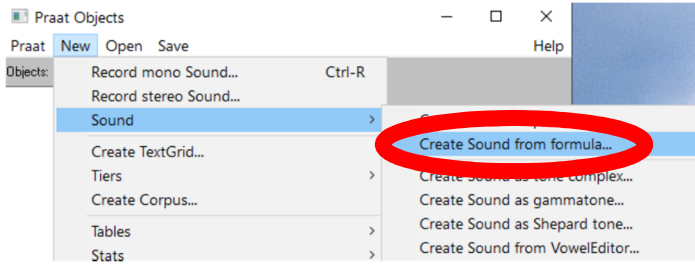 Praat Objects
Praat New Open Save Help
Objects:
Record mono Sound... Ctrl-R
Record stereo Sound...
Sound
Create Sound from formula...
Create TextGrid...
Tiers
Create Sound as tone complex...
Create Corpus...
Create Sound as gammatone...
Tables
Create Sound as Shepard tone...
Stats
Create Sound from VowelEditor...